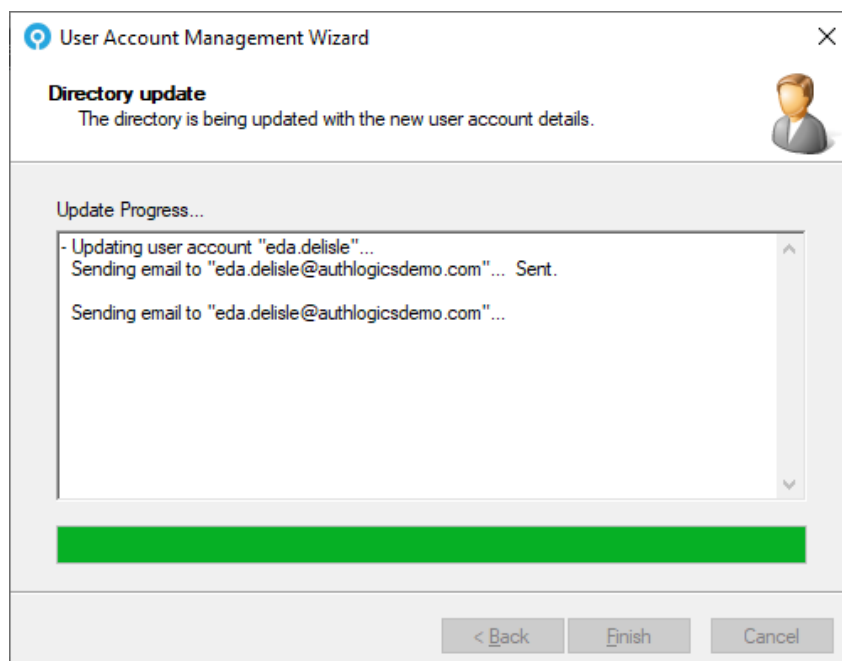 User Account Management Wizard
Directory update
The directory is being updated with the new user account details.
Update Progress...
- Updating user account "eda.delisle"...
Sending email to "eda.delisle@authlogicsdemo.com"... Sent.
Sending email to "eda.delisle@authlogicsdemo.com"...
< Back Finish Cancel